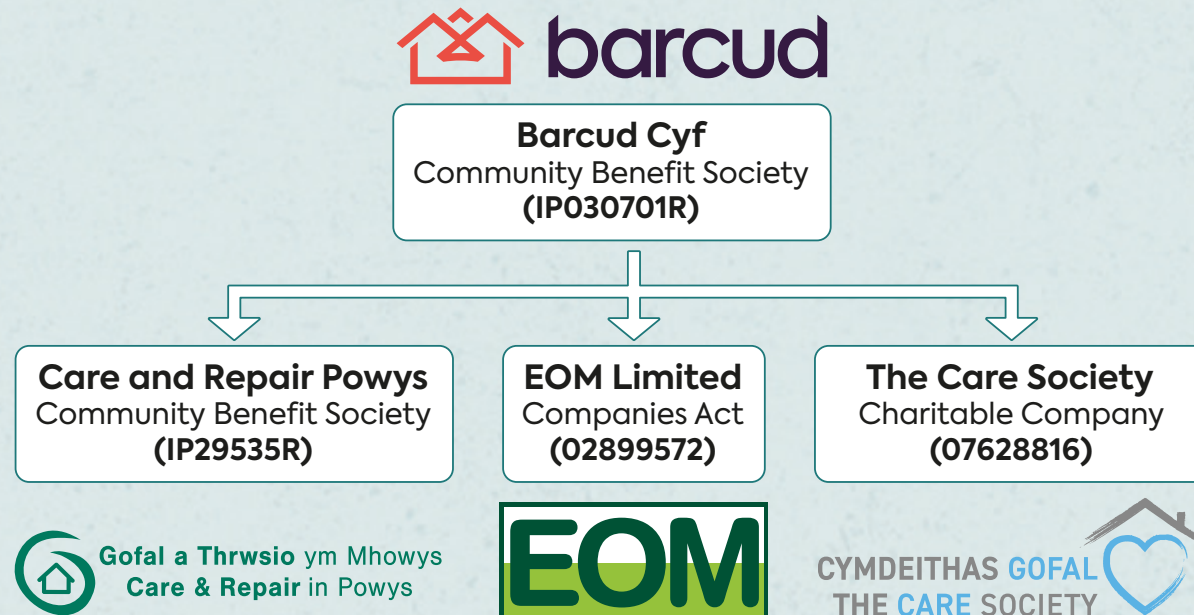 barcud
Barcud Cyf
Community Benefit Society
(IP030701R)
Care and Repair Powys
Community Benefit Society
(IP29535R)
EOM Limited
Companies Act
(02899572)
The Care Society
Charitable Company
(07628816)
Gofal a Thrwsio ym Mhowys
Care & Repair in Powys
EOM
CYMDEITHAS GOFAL
THE CARE SOCIETY